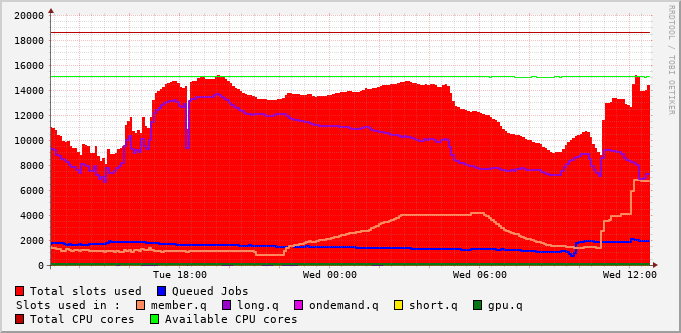 20000
18000
16000
14000
12000
10000
8000
6000
4000
2000
0
Tue 18:00 Wed 00:00 Wed 06:00 Wed 12:00
Total slots used Queued Jobs
Slots used in : member.q long.q ondemand.q short.q gpu.q
Total CPU cores Available CPU cores
RRDTOOL / TOBI OETIKER